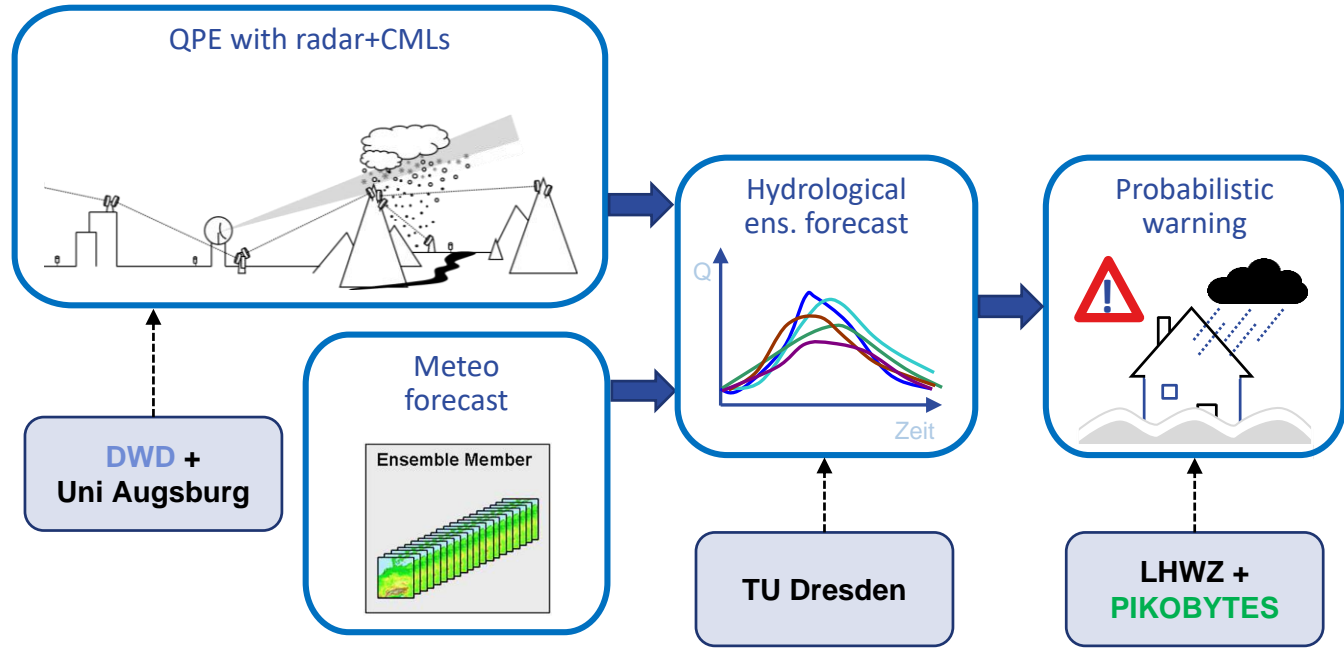 QPE with radar+CMLs
Hydrological
ens. forecast
Q
Zeit
Probabilistic
warning
!
Meteo
forecast
Ensemble Member
DWD +
Uni Augsburg
TU Dresden
LHWZ +
PIKOBYTES